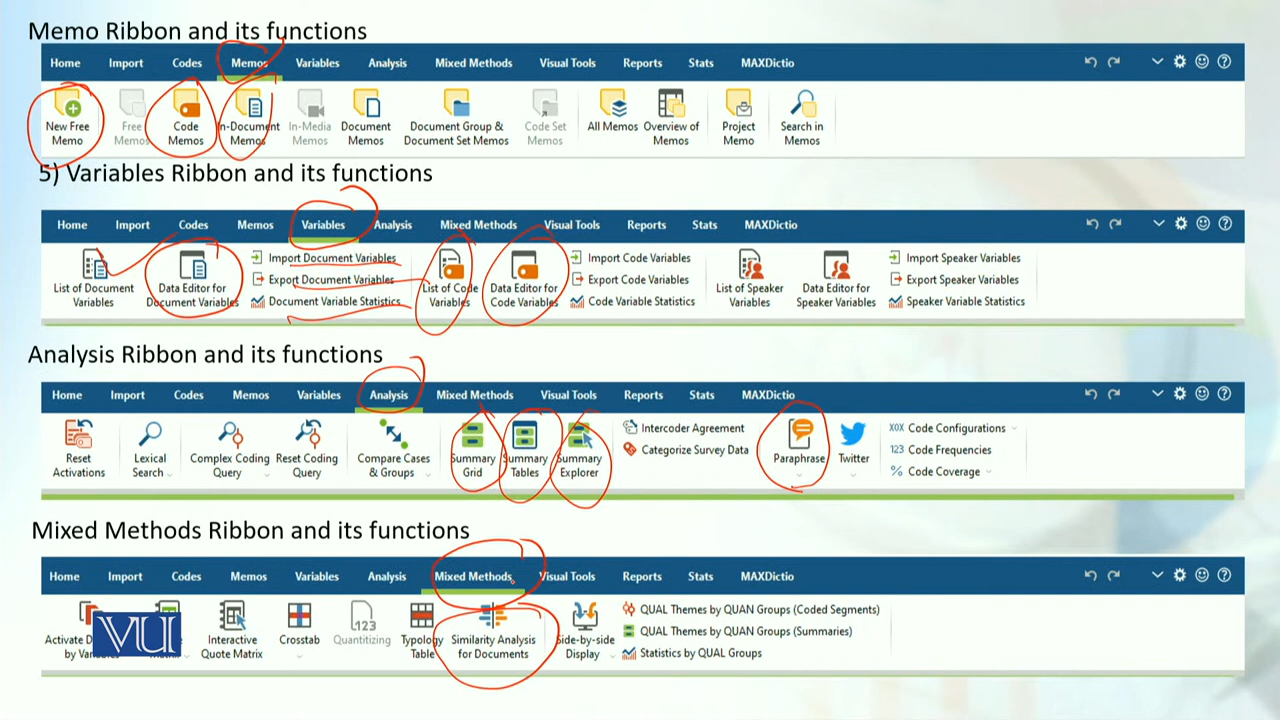 Memo Ribbon and its functions
Home Import Codes Memos Variables Analysis Mixed Methods Visual Tools Reports Stats MAXDictio
New Free Memo Free Memos Code Memos In-Document Memos In-Media Memos Document Memos Document Group & Document Set Memos Code Set Memos All Memos Overview of Memos Project Memo Search in Memos
5) Variables Ribbon and its functions
Home Import Codes Memos Variables Analysis Mixed Methods Visual Tools Reports Stats MAXDictio
List of Document Variables Data Editor for Document Variables
Import Document Variables
Export Document Variables
Document Variable Statistics
List of Code Variables Data Editor for Code Variables
Import Code Variables
Export Code Variables
Code Variable Statistics
List of Speaker Variables Data Editor for Speaker Variables
Import Speaker Variables
Export Speaker Variables
Speaker Variable Statistics
Analysis Ribbon and its functions
Home Import Codes Memos Variables Analysis Mixed Methods Visual Tools Reports Stats MAXDictio
Reset Activations Lexical Search Complex Coding Query Reset Coding Query Compare Cases & Groups Summary Grid Summary Tables Summary Explorer
Intercoder Agreement
Categorize Survey Data
Paraphrase Twitter
XOX Code Configurations
123 Code Frequencies
% Code Coverage
Mixed Methods Ribbon and its functions
Home Import Codes Memos Variables Analysis Mixed Methods Visual Tools Reports Stats MAXDictio
Activate by VU Interactive Quote Matrix Crosstab 123 Quantitizing Typology Table Similarity Analysis for Documents Side-by-side Display
QUAL Themes by QUAN Groups (Coded Segments)
QUAL Themes by QUAN Groups (Summaries)
Statistics by QUAL Groups